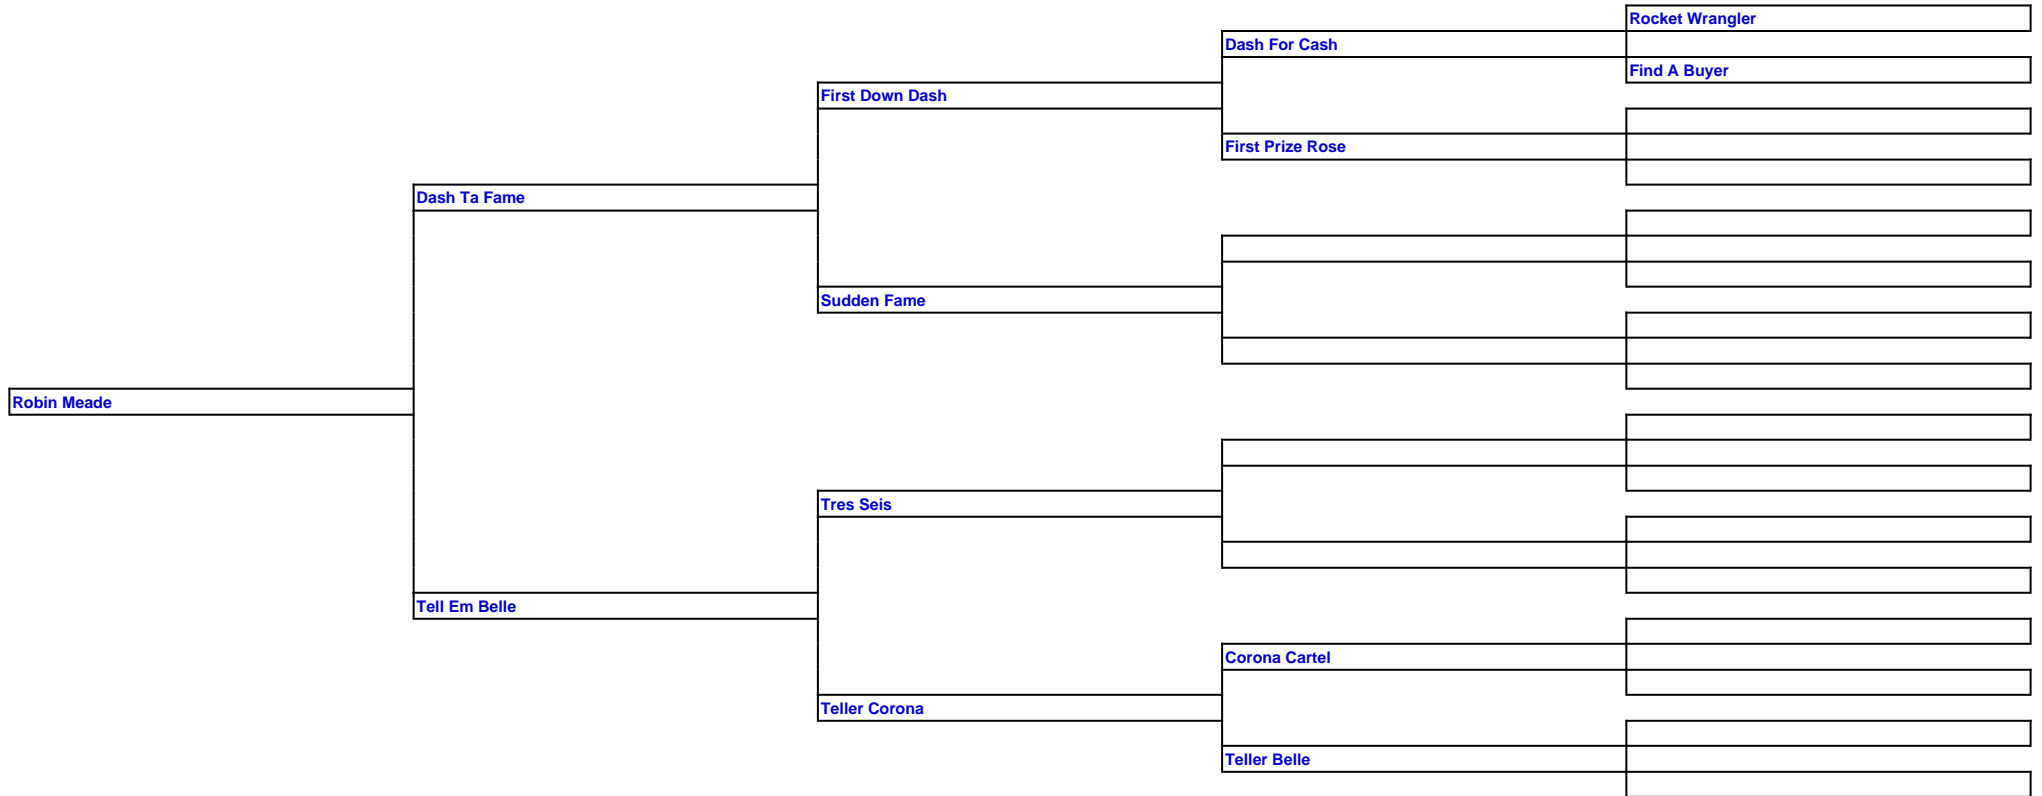 Rocket Wrangler
Dash For Cash
Find A Buyer
First Down Dash
First Prize Rose
Dash Ta Fame
Sudden Fame
Robin Meade
Tres Seis
Tell Em Belle
Corona Cartel
Teller Corona
Teller Belle